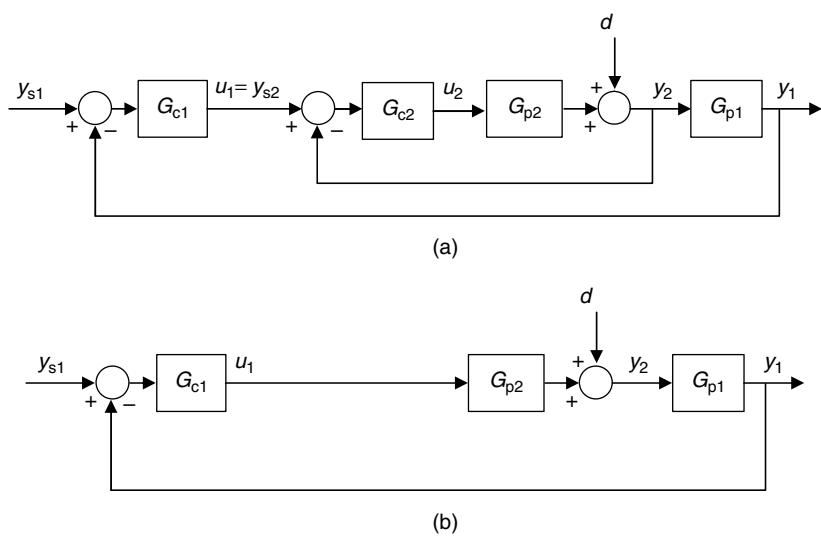 d
y_s1 G_c1 u_1= y_s2 G_c2 u_2 G_p2 + y_2 G_p1 y_1
+ − + − +
(a)
d
y_s1 G_c1 u_1 G_p2 + y_2 G_p1 y_1
+ − +
(b)